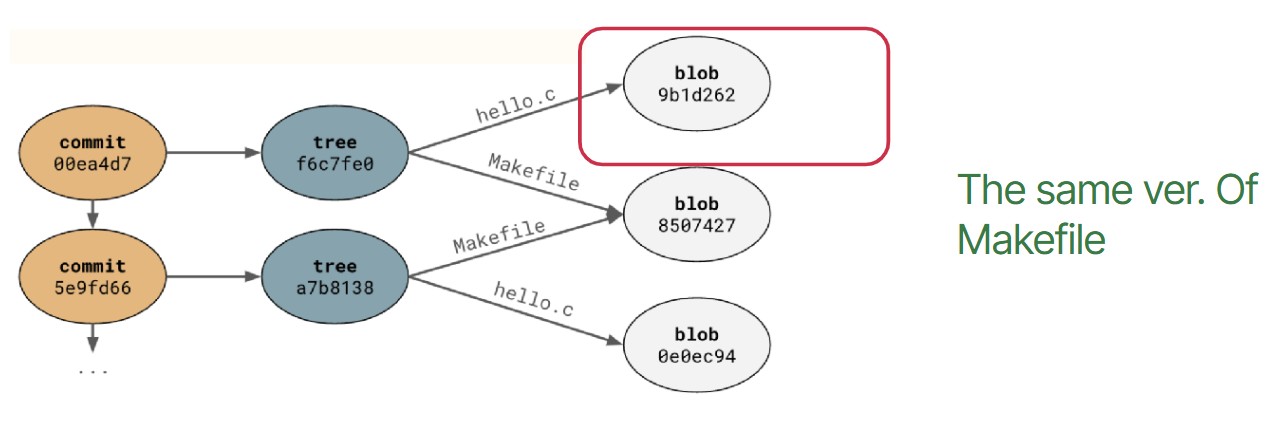 blob
9b1d262
hello.c
commit
00ea4d7
tree
f6c7fe0
Makefile
blob
8507427
The same ver. Of
Makefile
Makefile
commit
5e9fd66
tree
a7b8138
hello.c
blob
0e0ec94
...